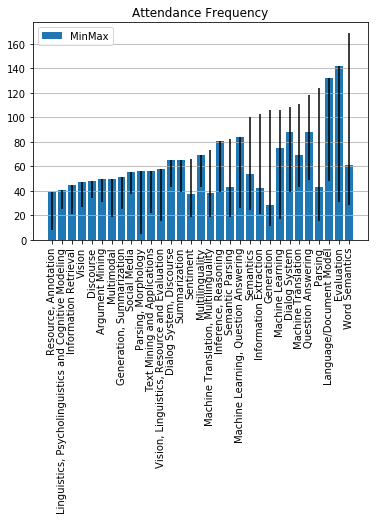 Attendance Frequency
MinMax
160
140
120
100
80
60
40
20
0
Resource, Annotation
Linguistics, Psycholinguistics and Cognitive Modeling
Information Retrieval
Vision
Discourse
Argument Mining
Multimodal
Generation, Summarization
Social Media
Parsing, Morphology
Text Mining and Applications
Vision, Linguistics, Resource and Evaluation
Dialog System, Discourse
Summarization
Sentiment
Multilinguality
Machine Translation, Multilinguality
Inference, Reasoning
Semantic Parsing
Machine Learning, Question Answering
Semantics
Information Extraction
Generation
Machine Learning
Dialog System
Machine Translation
Question Answering
Parsing
Language/Document Model
Evaluation
Word Semantics